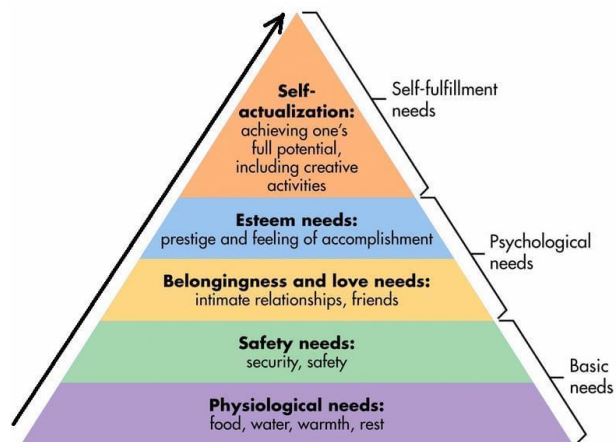 Self-
actualization:
achieving one's
full potential,
including creative
activities
Self-fulfillment
needs
Esteem needs:
prestige and feeling of accomplishment
Belongingness and love needs:
intimate relationships, friends
Psychological
needs
Safety needs:
security, safety
Physiological needs:
food, water, warmth, rest
Basic
needs